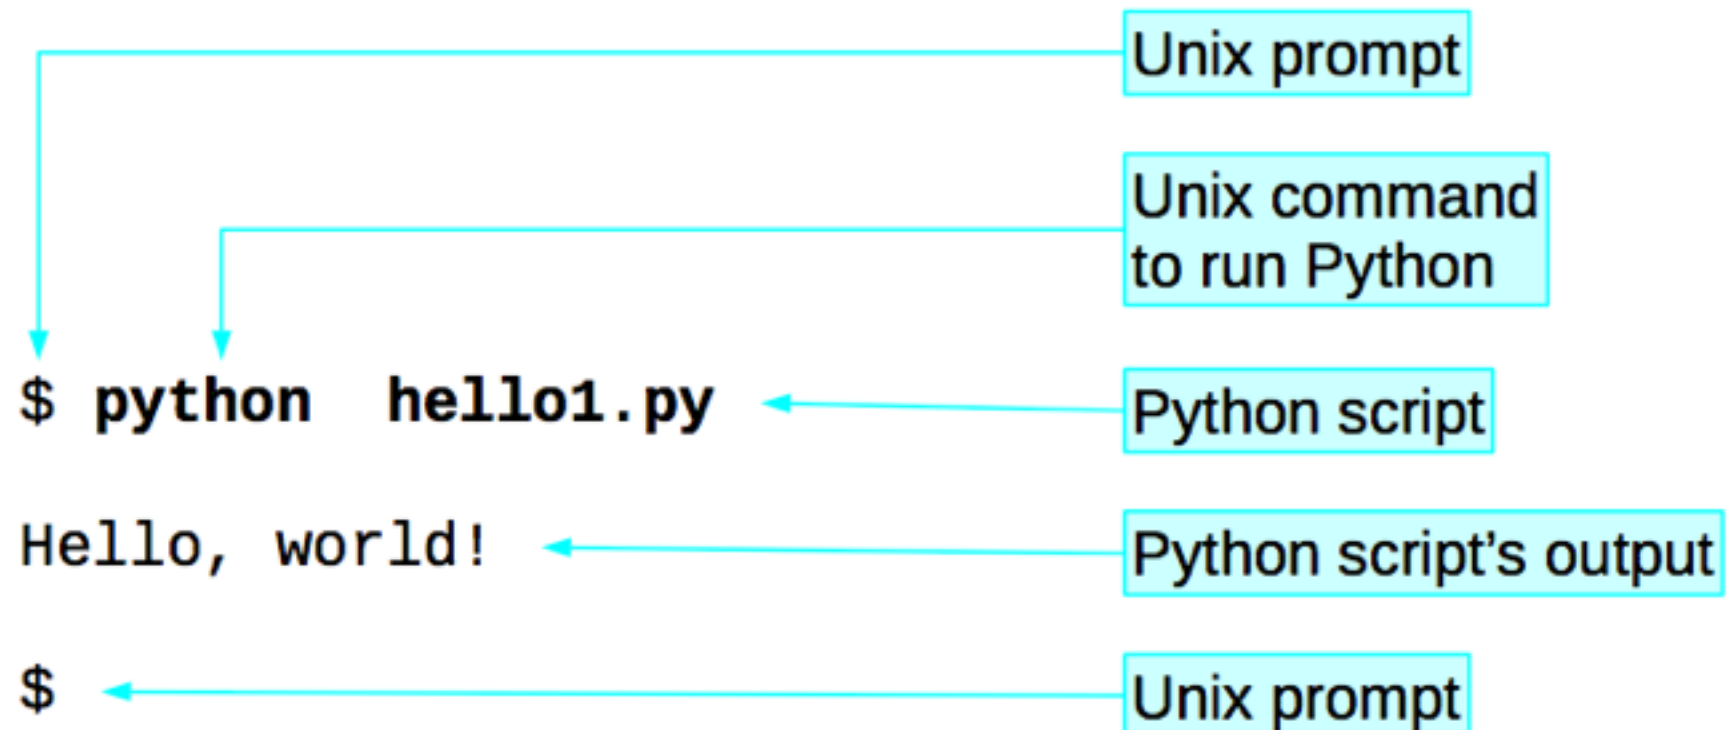 Unix prompt
Unix command
to run Python
$ python hello1.py
Python script
Hello, world!
Python script’s output
$
Unix prompt